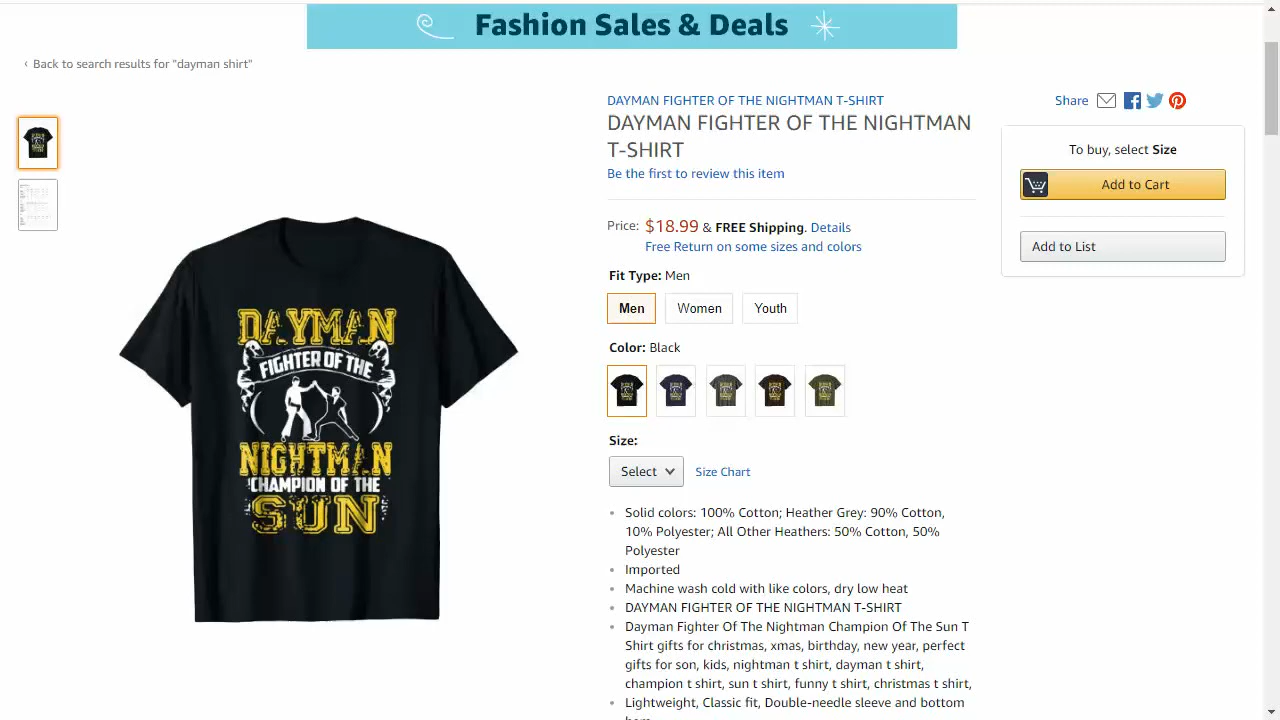 Fashion Sales & Deals
‹ Back to search results for "dayman shirt"
DAYMAN FIGHTER OF THE NIGHTMAN T-SHIRT
DAYMAN FIGHTER OF THE NIGHTMAN
T-SHIRT
Be the first to review this item
Share
To buy, select Size
Add to Cart
Add to List
Price: $18.99 & FREE Shipping. Details
Free Return on some sizes and colors
Fit Type: Men
Men Women Youth
Color: Black
Size:
Select Size Chart
• Solid colors: 100% Cotton; Heather Grey: 90% Cotton,
10% Polyester; All Other Heathers: 50% Cotton, 50%
Polyester
• Imported
• Machine wash cold with like colors, dry low heat
• DAYMAN FIGHTER OF THE NIGHTMAN T-SHIRT
• Dayman Fighter Of The Nightman Champion Of The Sun T
Shirt gifts for christmas, xmas, birthday, new year, perfect
gifts for son, kids, nightman t shirt, dayman t shirt,
champion t shirt, sun t shirt, funny t shirt, christmas t shirt,
• Lightweight, Classic fit, Double-needle sleeve and bottom
DAYMAN
FIGHTER OF THE
NIGHTMAN
CHAMPION OF THE
SUN